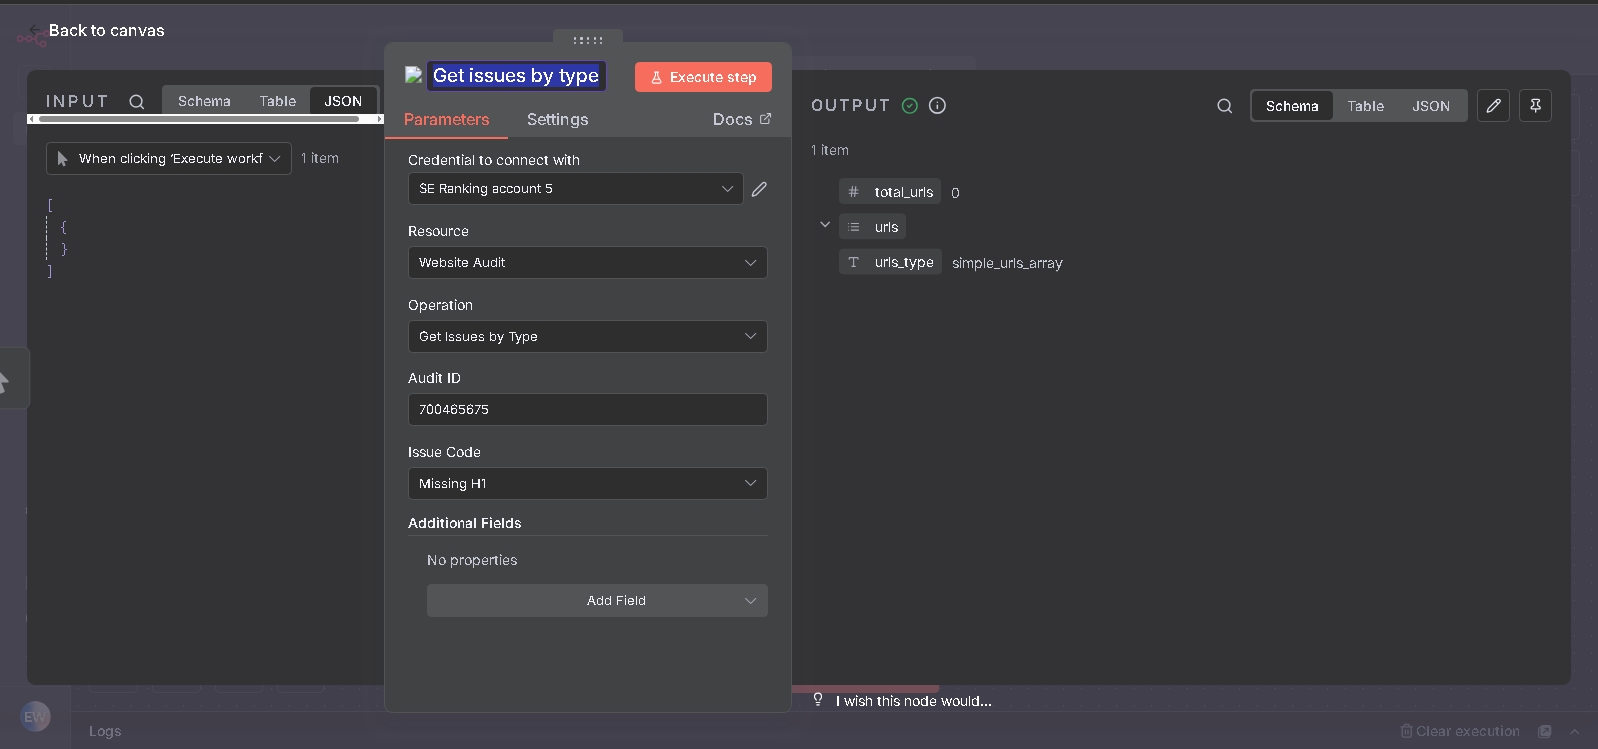 Back to canvas
INPUT
Schema
Table
JSON
When clicking 'Execute workf
1 item
[
{
}
]
Get issues by type
Execute step
Parameters
Settings
Docs
Credential to connect with
SE Ranking account 5
Resource
Website Audit
Operation
Get Issues by Type
Audit ID
700465675
Issue Code
Missing H1
Additional Fields
No properties
Add Field
OUTPUT
Schema
Table
JSON
1 item
# total_urls 0
urls
T urls_type simple_urls_array
I wish this node would...
EW
Logs
Clear execution